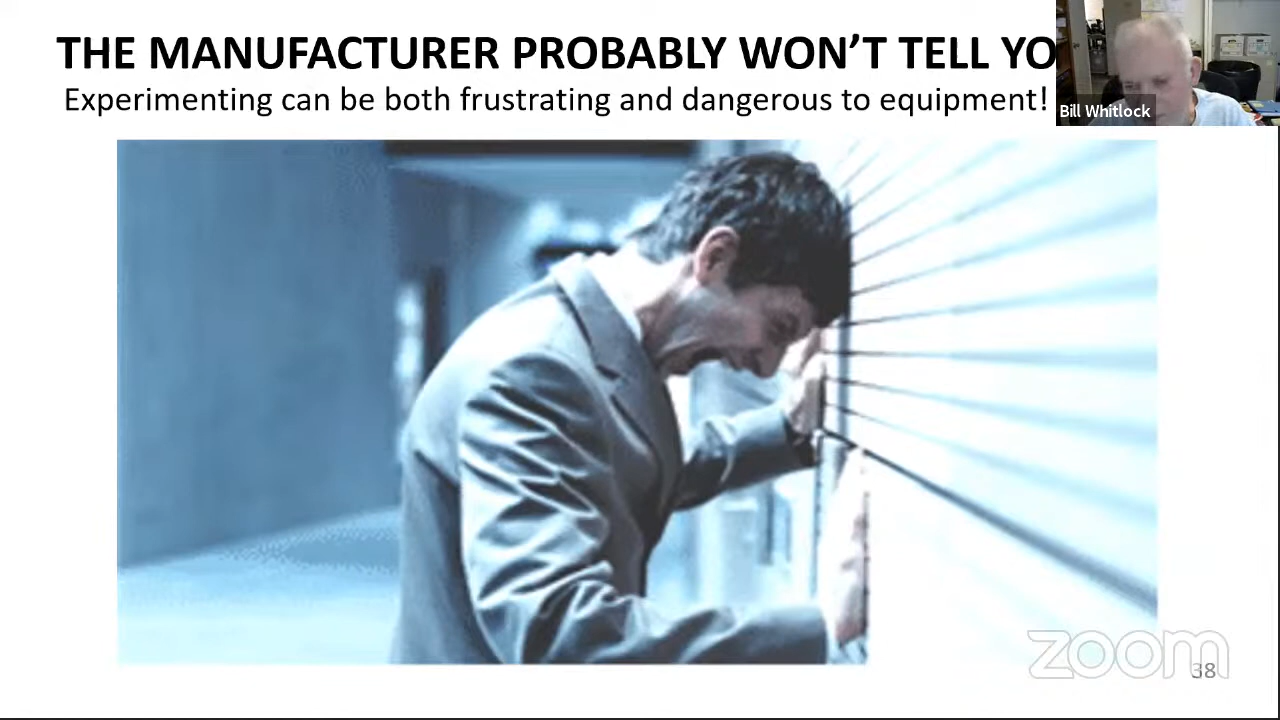 THE MANUFACTURER PROBABLY WON'T TELL YO
Experimenting can be both frustrating and dangerous to equipment!
Bill Whitlock
zoom
38